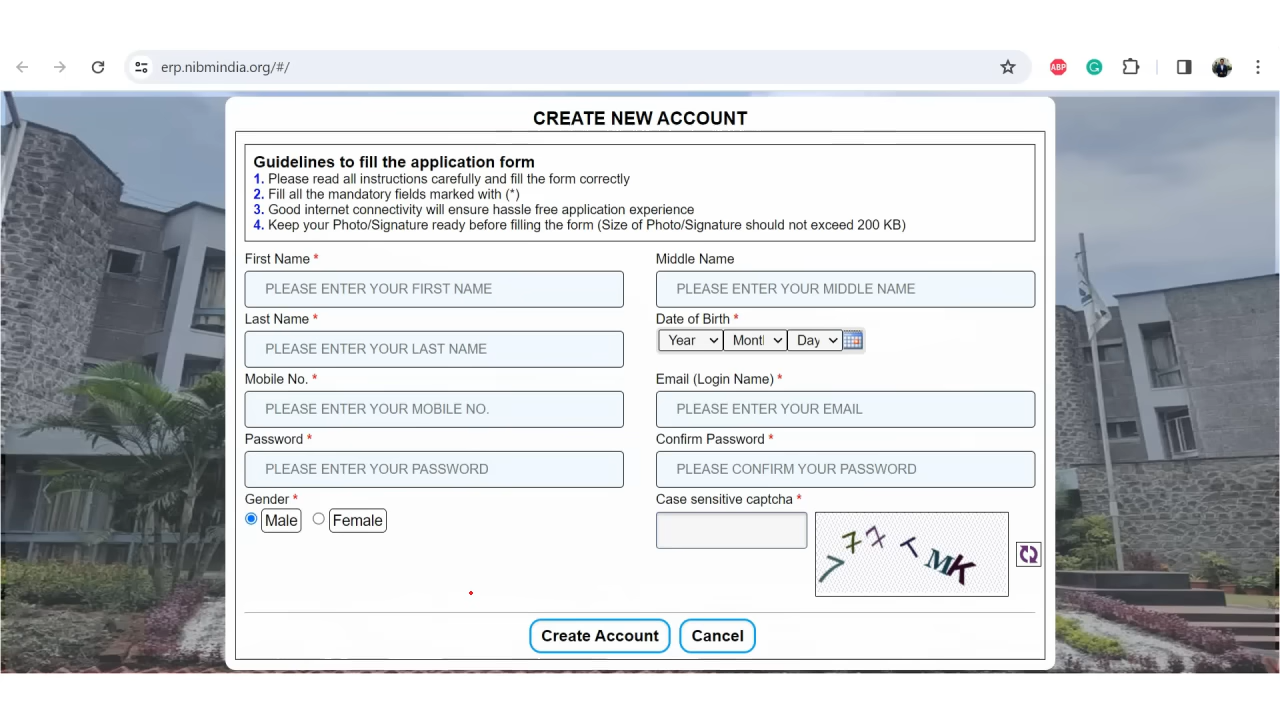 erp.nibmindia.org/#/
ABP
CREATE NEW ACCOUNT
Guidelines to fill the application form
1. Please read all instructions carefully and fill the form correctly
2. Fill all the mandatory fields marked with (*)
3. Good internet connectivity will ensure hassle free application experience
4. Keep your Photo/Signature ready before filling the form (Size of Photo/Signature should not exceed 200 KB)
First Name *
PLEASE ENTER YOUR FIRST NAME
Middle Name
PLEASE ENTER YOUR MIDDLE NAME
Last Name *
PLEASE ENTER YOUR LAST NAME
Date of Birth *
Year Month Day
Mobile No. *
PLEASE ENTER YOUR MOBILE NO.
Email (Login Name) *
PLEASE ENTER YOUR EMAIL
Password *
PLEASE ENTER YOUR PASSWORD
Confirm Password *
PLEASE CONFIRM YOUR PASSWORD
Gender *
Male Female
Case sensitive captcha *
Create Account Cancel